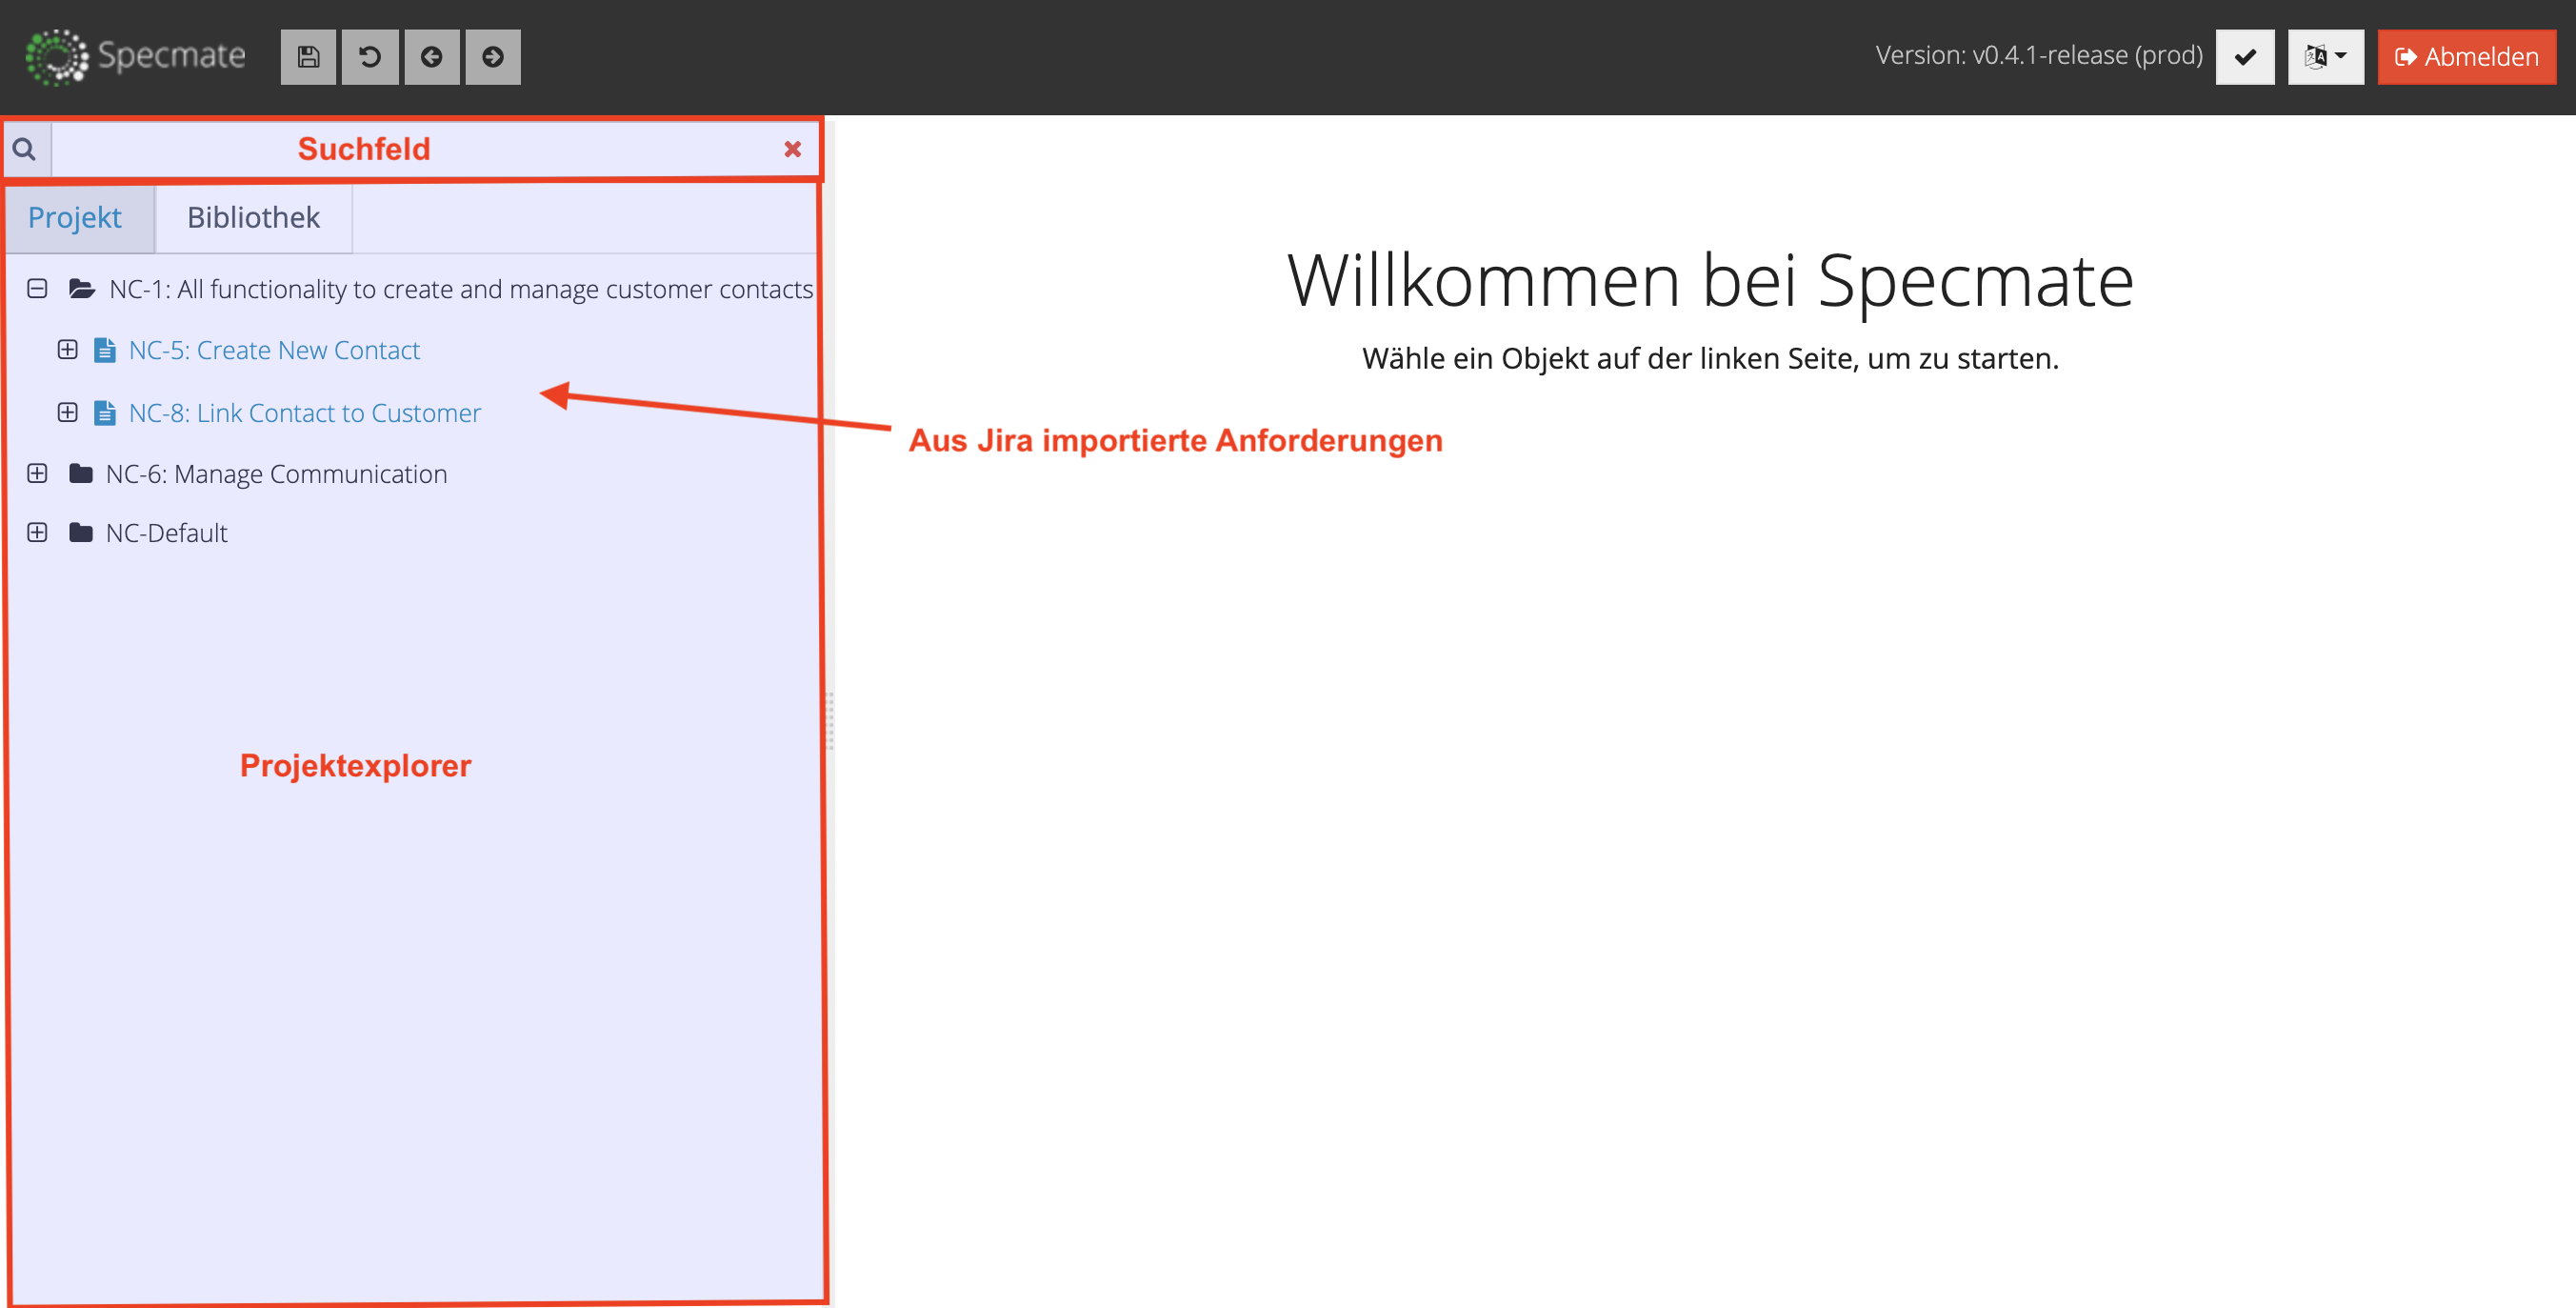 Specmate
Version: v0.4.1-release (prod)
Abmelden
Suchfeld
Projekt
Bibliothek
NC-1: All functionality to create and manage customer contacts
NC-5: Create New Contact
NC-8: Link Contact to Customer
NC-6: Manage Communication
NC-Default
Projektexplorer
Willkommen bei Specmate
Wähle ein Objekt auf der linken Seite, um zu starten.
Aus Jira importierte Anforderungen